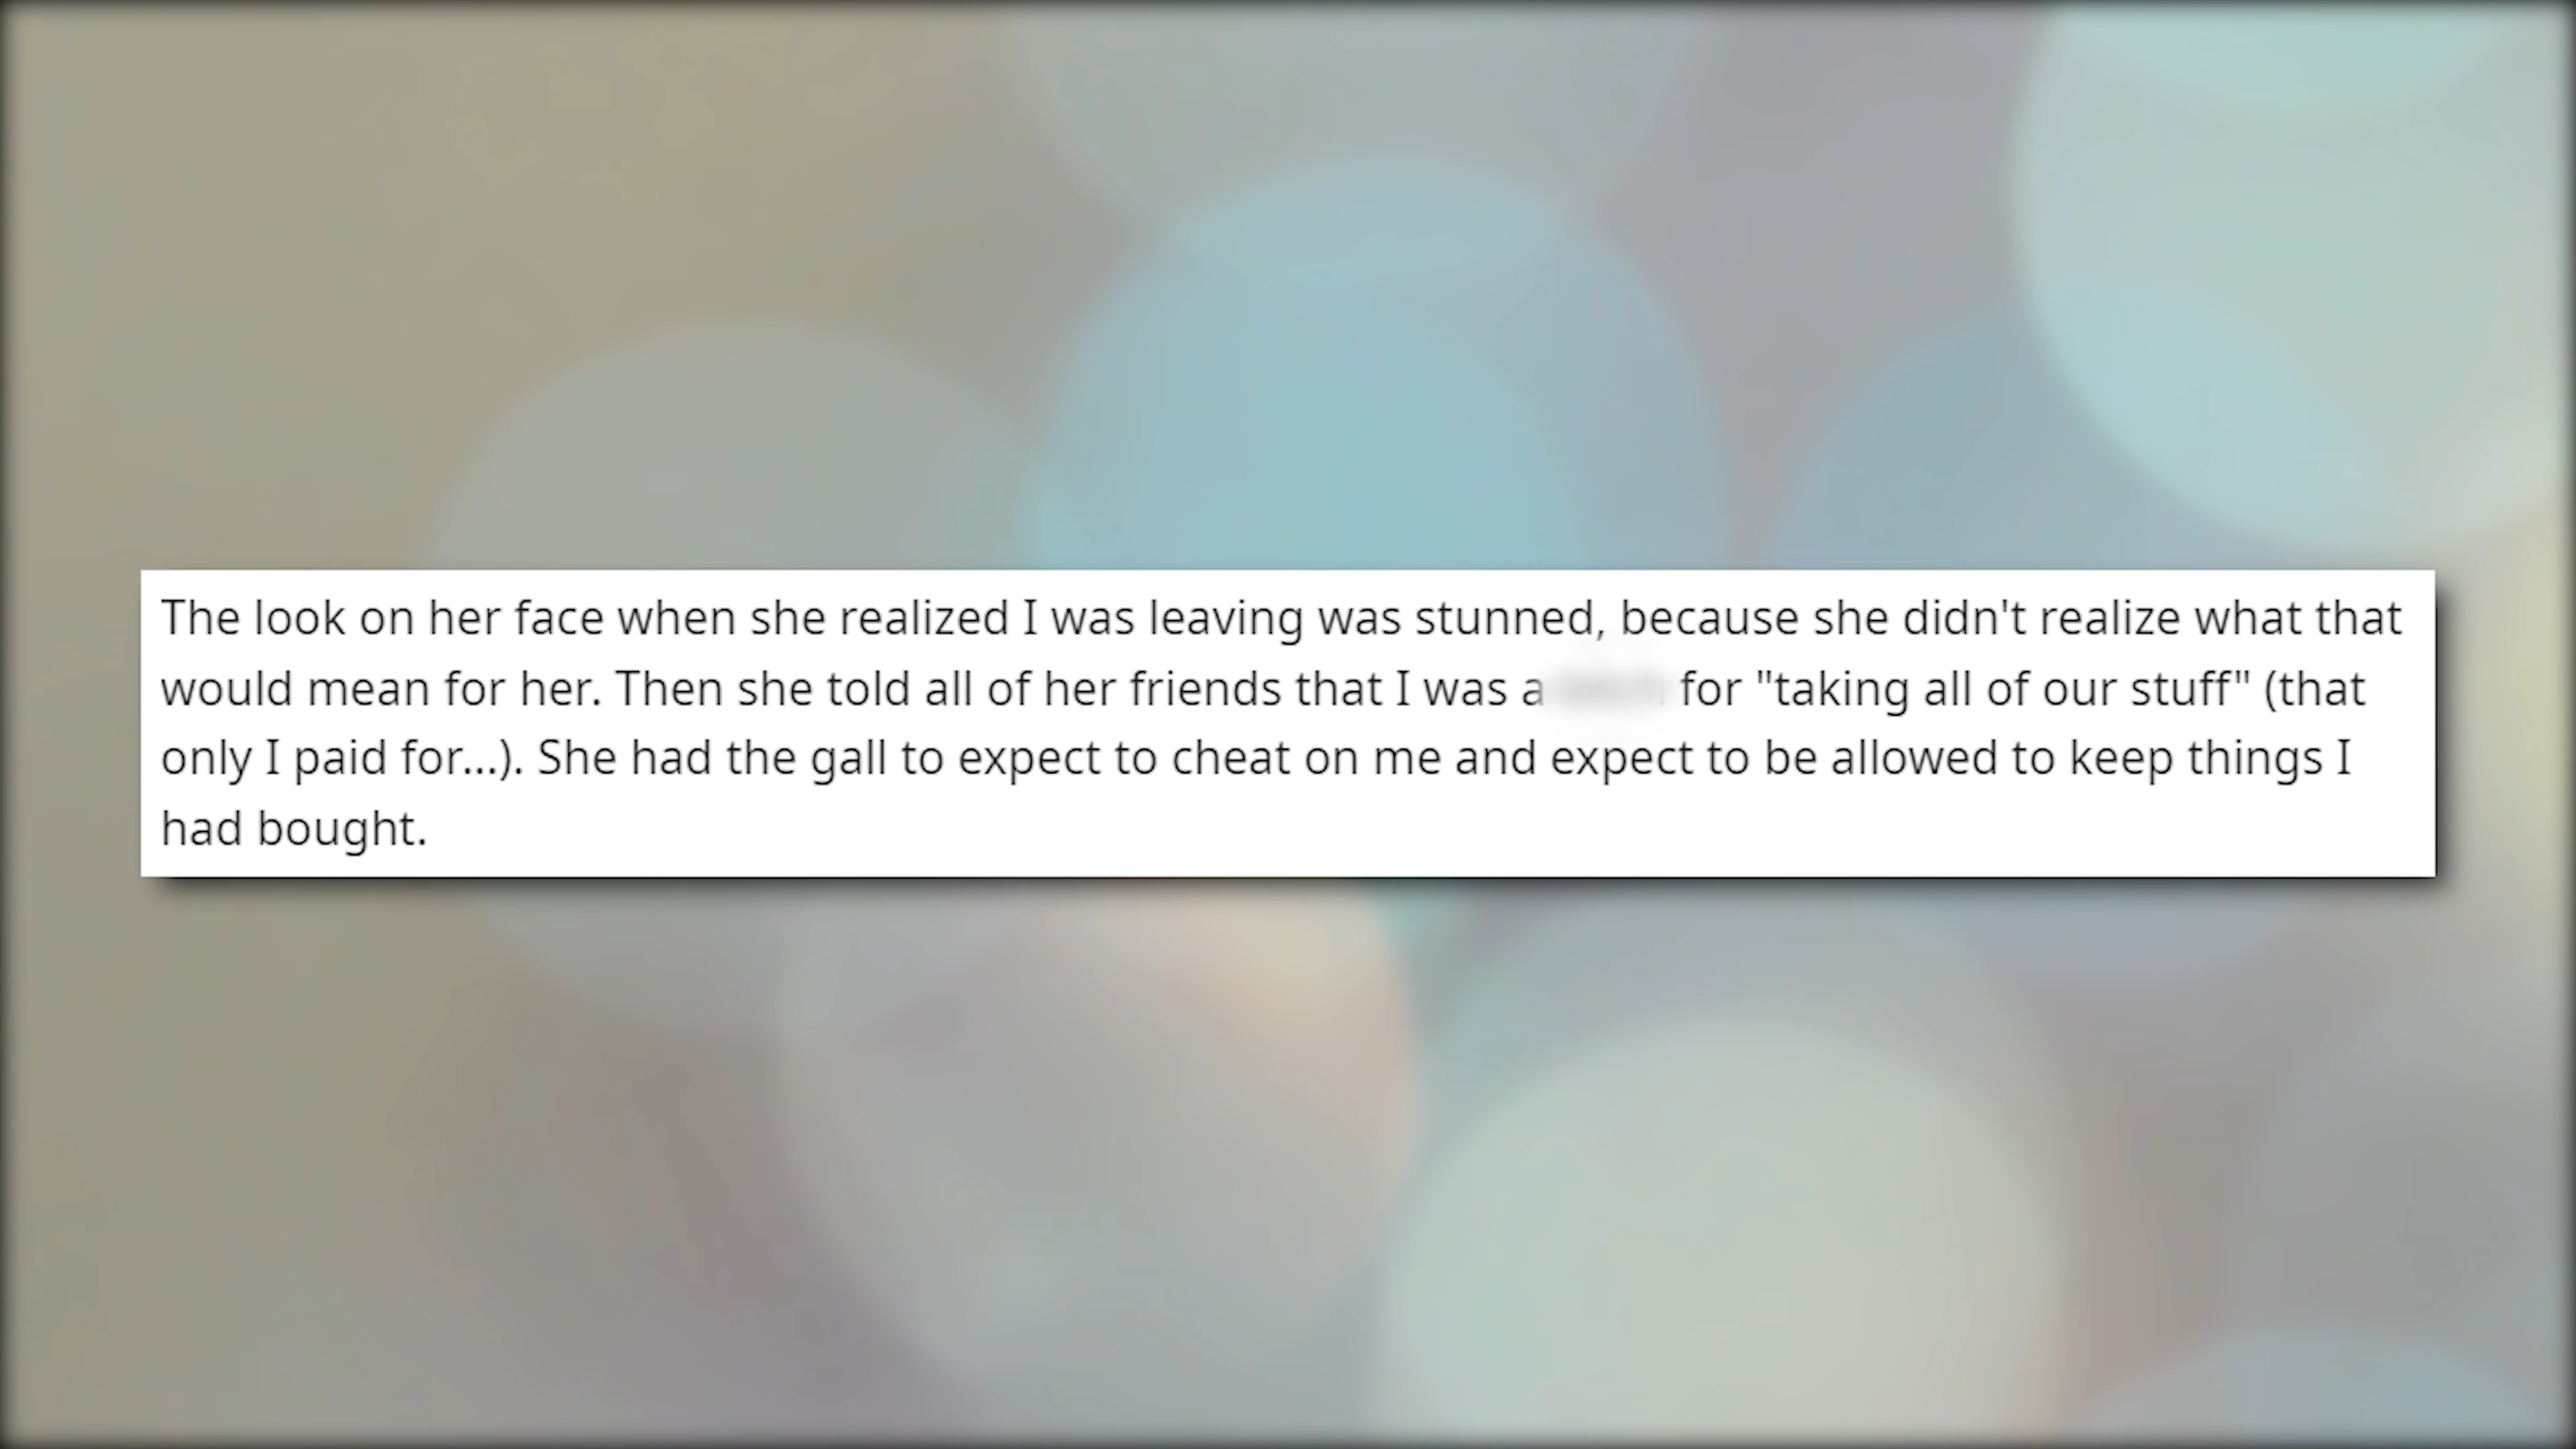 The look on her face when she realized I was leaving was stunned, because she didn't realize what that
would mean for her. Then she told all of her friends that I was a for "taking all of our stuff" (that
only I paid for...). She had the gall to expect to cheat on me and expect to be allowed to keep things I
had bought.